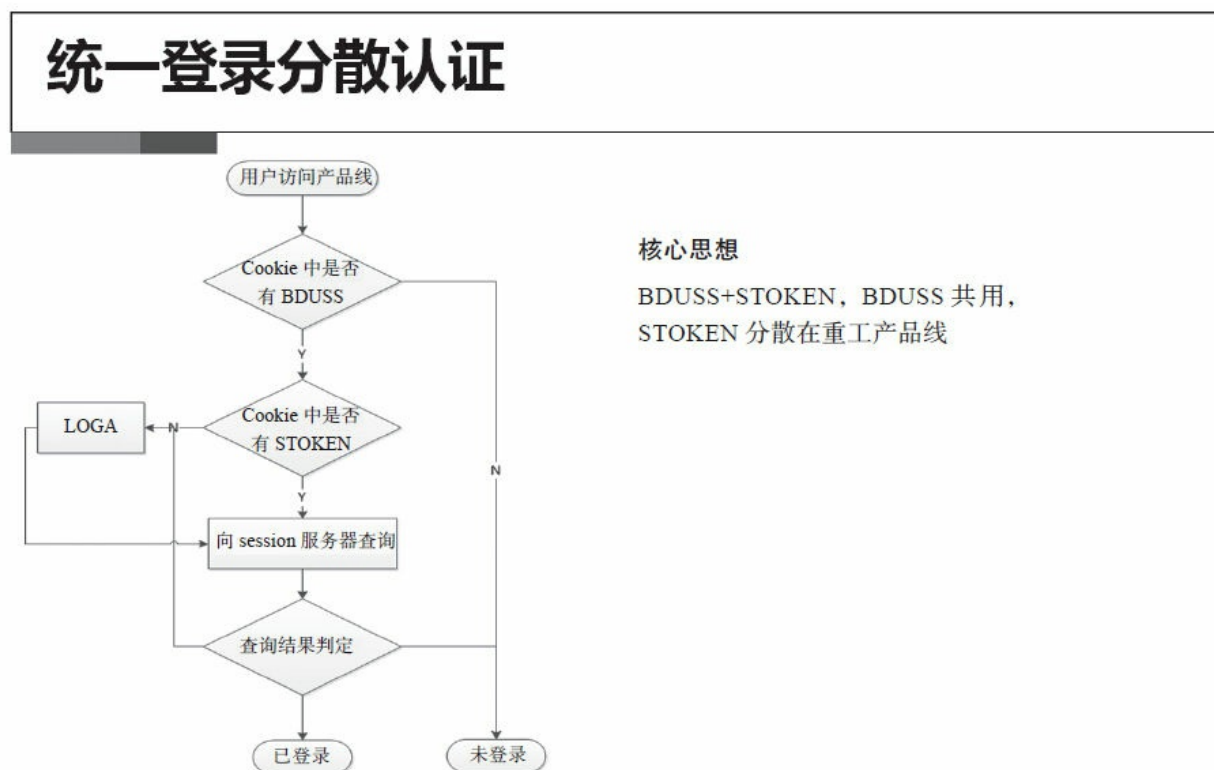 统一登录分散认证
用户访问产品线
Cookie 中是否
有 BDUSS
Y
Cookie 中是否
有 STOKEN
N
LOGA
Y
N
向 session 服务器查询
查询结果判定
已登录
未登录
核心思想
BDUSS+STOKEN，BDUSS 共用，
STOKEN 分散在重工产品线